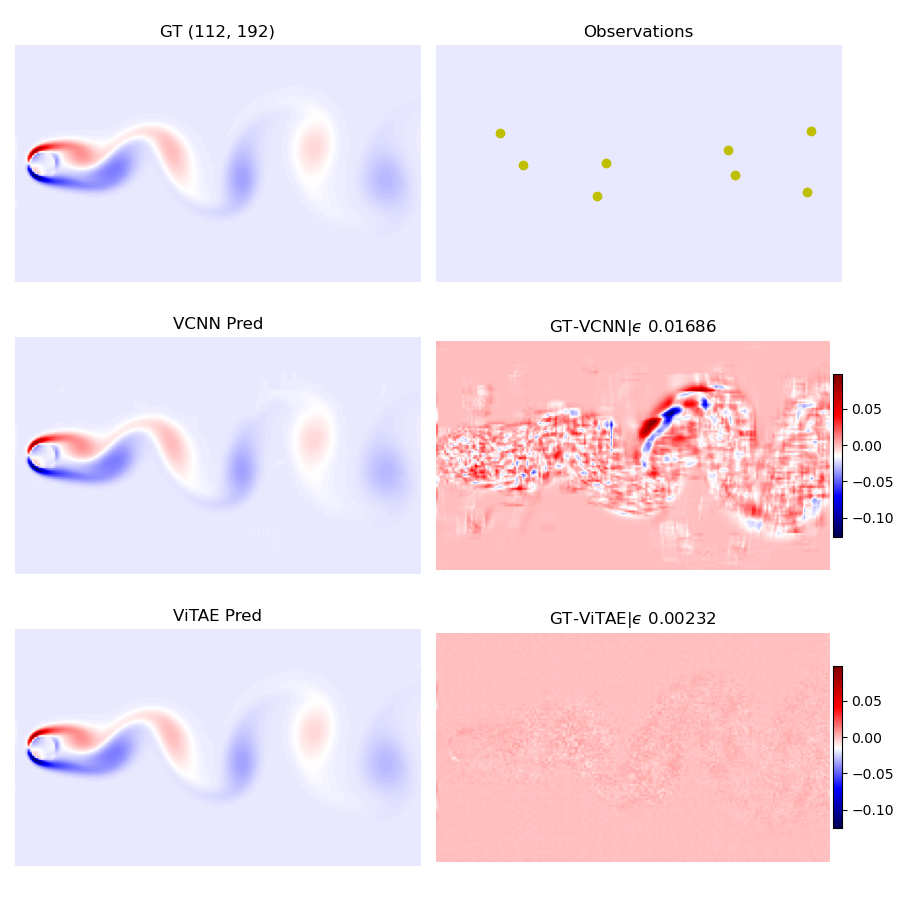 GT (112, 192)
Observations
VCNN Pred
GT-VCNN|ϵ 0.01686
0.05
0.00
−0.05
−0.10
ViTAE Pred
GT-ViTAE|ϵ 0.00232
0.05
0.00
−0.05
−0.10